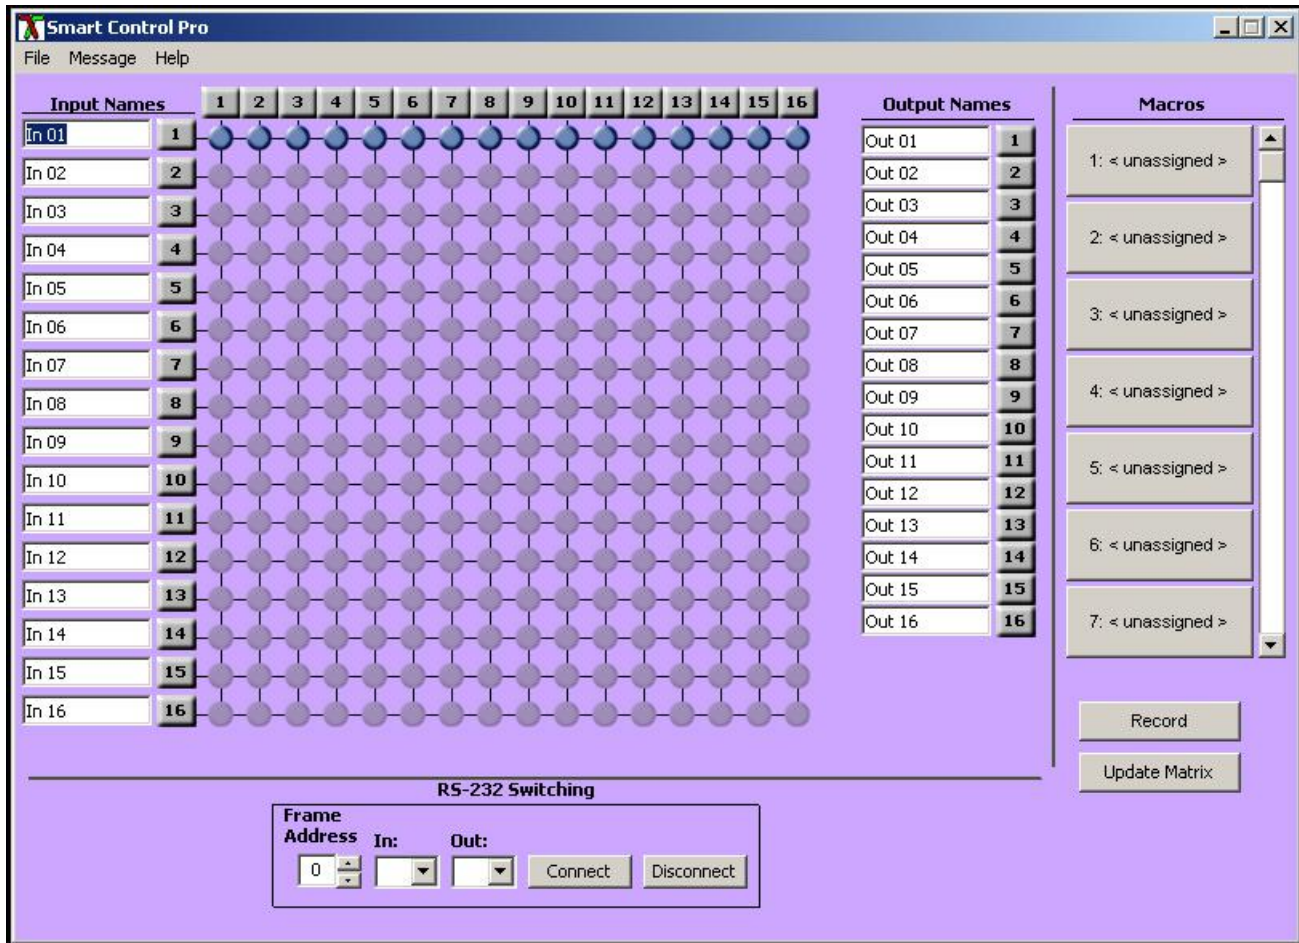 Smart Control Pro
File Message Help
Input Names
1 2 3 4 5 6 7 8 9 10 11 12 13 14 15 16
In 01 1
In 02 2
In 03 3
In 04 4
In 05 5
In 06 6
In 07 7
In 08 8
In 09 9
In 10 10
In 11 11
In 12 12
In 13 13
In 14 14
In 15 15
In 16 16
Output Names
Out 01 1
Out 02 2
Out 03 3
Out 04 4
Out 05 5
Out 06 6
Out 07 7
Out 08 8
Out 09 9
Out 10 10
Out 11 11
Out 12 12
Out 13 13
Out 14 14
Out 15 15
Out 16 16
Macros
1: < unassigned >
2: < unassigned >
3: < unassigned >
4: < unassigned >
5: < unassigned >
6: < unassigned >
7: < unassigned >
Record
Update Matrix
RS-232 Switching
Frame
Address In: Out:
0 Connect Disconnect